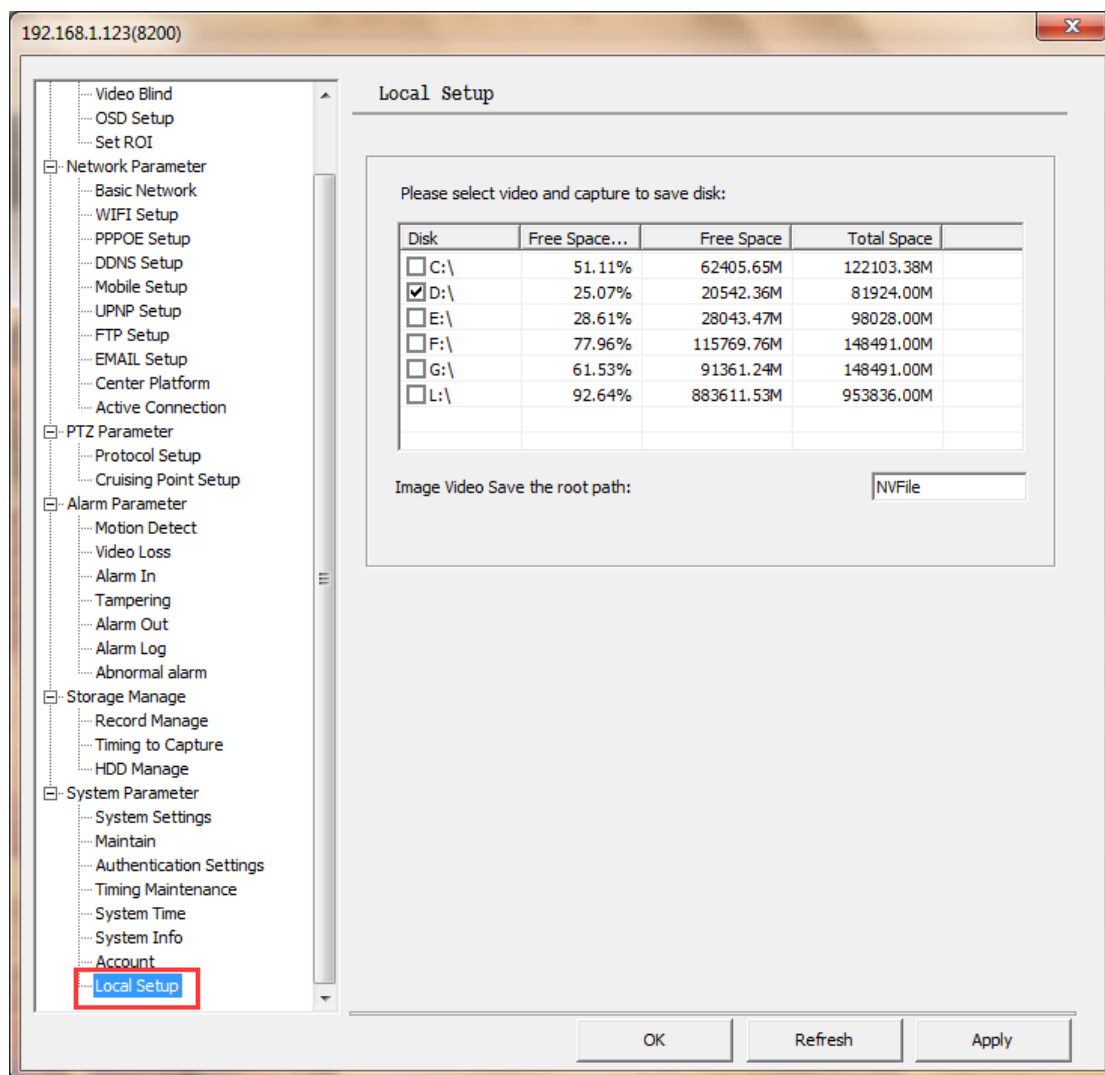 192.168.1.123(8200)
Video Blind
OSD Setup
Set ROI
Network Parameter
Basic Network
WIFI Setup
PPPOE Setup
DDNS Setup
Mobile Setup
UPNP Setup
FTP Setup
EMAIL Setup
Center Platform
Active Connection
PTZ Parameter
Protocol Setup
Cruising Point Setup
Alarm Parameter
Motion Detect
Video Loss
Alarm In
Tampering
Alarm Out
Alarm Log
Abnormal alarm
Storage Manage
Record Manage
Timing to Capture
HDD Manage
System Parameter
System Settings
Maintain
Authentication Settings
Timing Maintenance
System Time
System Info
Account
Local Setup
Local Setup
Please select video and capture to save disk:
Disk Free Space... Free Space Total Space
C:\ 51.11% 62405.65M 122103.38M
D:\ 25.07% 20542.36M 81924.00M
E:\ 28.61% 28043.47M 98028.00M
F:\ 77.96% 115769.76M 148491.00M
G:\ 61.53% 91361.24M 148491.00M
L:\ 92.64% 883611.53M 953836.00M
Image Video Save the root path: NVFile
OK Refresh Apply